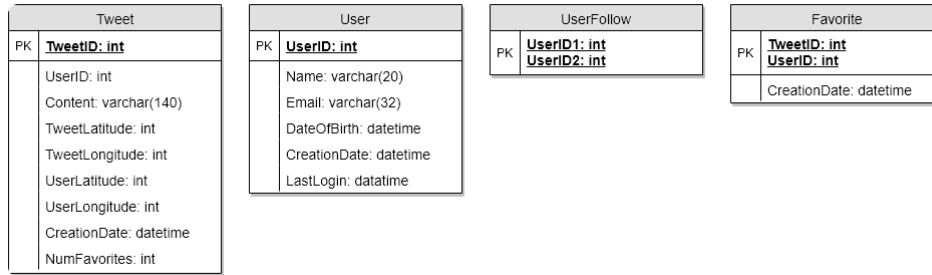 Tweet
PK TweetID: int
UserID: int
Content: varchar(140)
TweetLatitude: int
TweetLongitude: int
UserLatitude: int
UserLongitude: int
CreationDate: datetime
NumFavorites: int
User
PK UserID: int
Name: varchar(20)
Email: varchar(32)
DateOfBirth: datetime
CreationDate: datetime
LastLogin: datatime
UserFollow
PK UserID1: int
UserID2: int
Favorite
PK TweetID: int
UserID: int
CreationDate: datetime